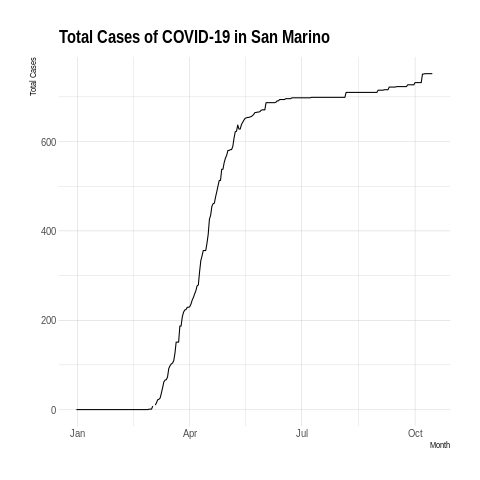 Total Cases of COVID-19 in San Marino
Total Cases
600
400
200
0
Jan Apr Jul Oct
Month